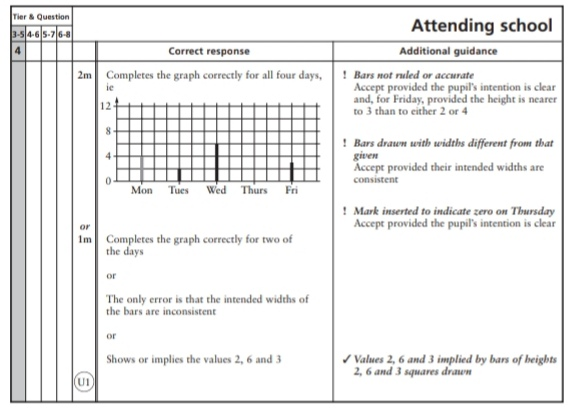 Tier & Question
3-5 4-6 5-7 6-8
Attending school
4
Correct response
Additional guidance
2m Completes the graph correctly for all four days,
ie
12
8
4
0
Mon Tues Wed Thurs Fri
or
1m Completes the graph correctly for two of
the days
or
The only error is that the intended widths of
the bars are inconsistent
or
Shows or implies the values 2, 6 and 3
U1
! Bars not ruled or accurate
Accept provided the pupil's intention is clear
and, for Friday, provided the height is nearer
to 3 than to either 2 or 4
! Bars drawn with widths different from that
given
Accept provided their intended widths are
consistent
! Mark inserted to indicate zero on Thursday
Accept provided the pupil's intention is clear
✓ Values 2, 6 and 3 implied by bars of heights
2, 6 and 3 squares drawn